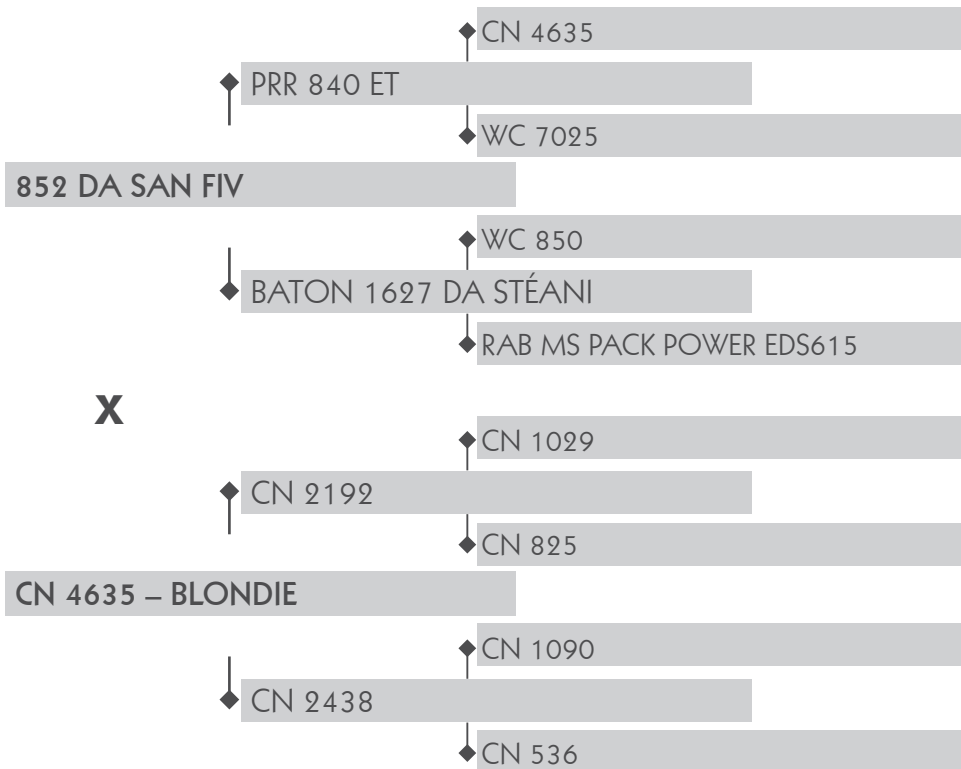 CN 4635
PRR 840 ET
WC 7025
852 DA SAN FIV
WC 850
BATON 1627 DA STÉANI
RAB MS PACK POWER EDS615
X
CN 1029
CN 2192
CN 825
CN 4635 – BLONDIE
CN 1090
CN 2438
CN 536